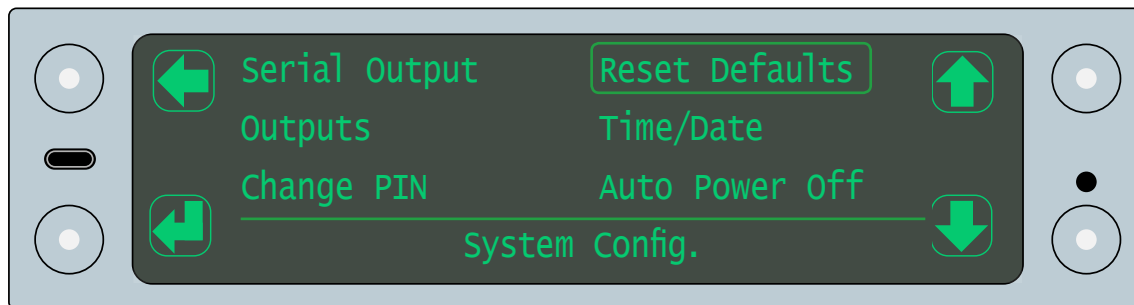 Serial Output Reset Defaults
Outputs Time/Date
Change PIN Auto Power Off
System Config.